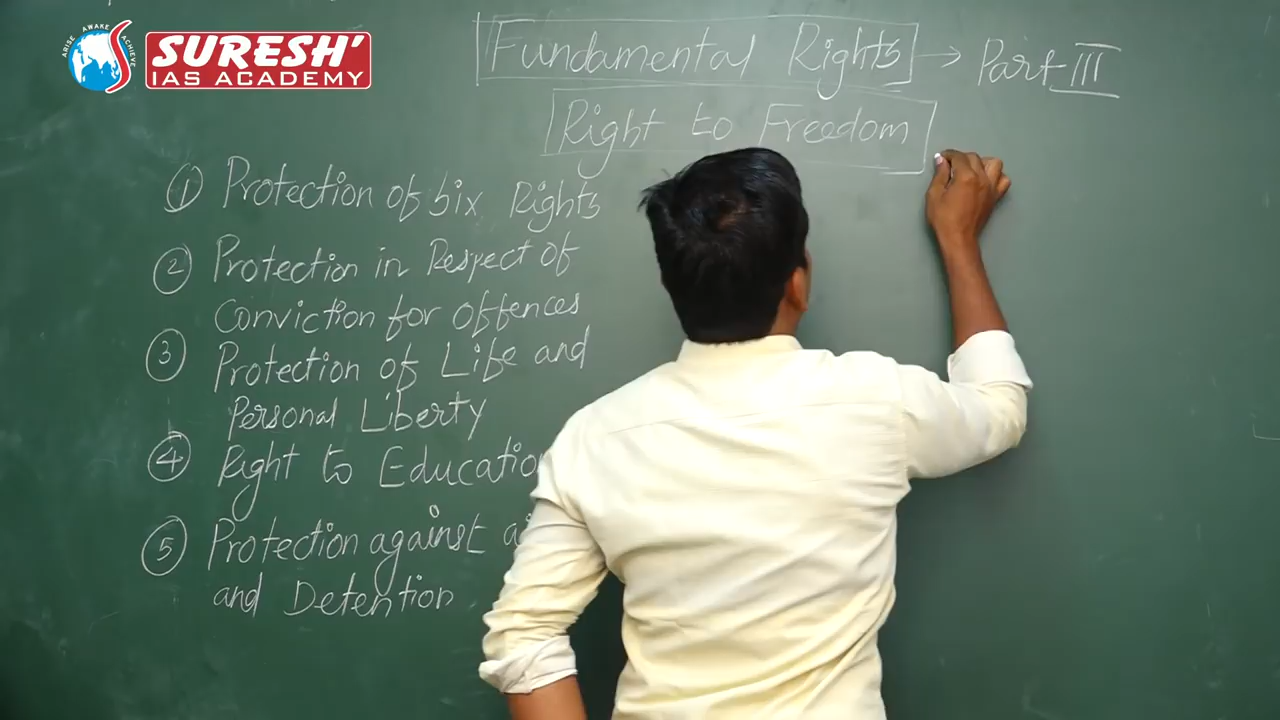 ARISE AWAKE ACHIEVE
SURESH'
IAS ACADEMY
Fundamental Rights → Part III
Right to Freedom
1 Protection of Six Rights
2 Protection in Respect of
Conviction for offences
3 Protection of Life and
Personal Liberty
4 Right to Education
5 Protection against
and Detention